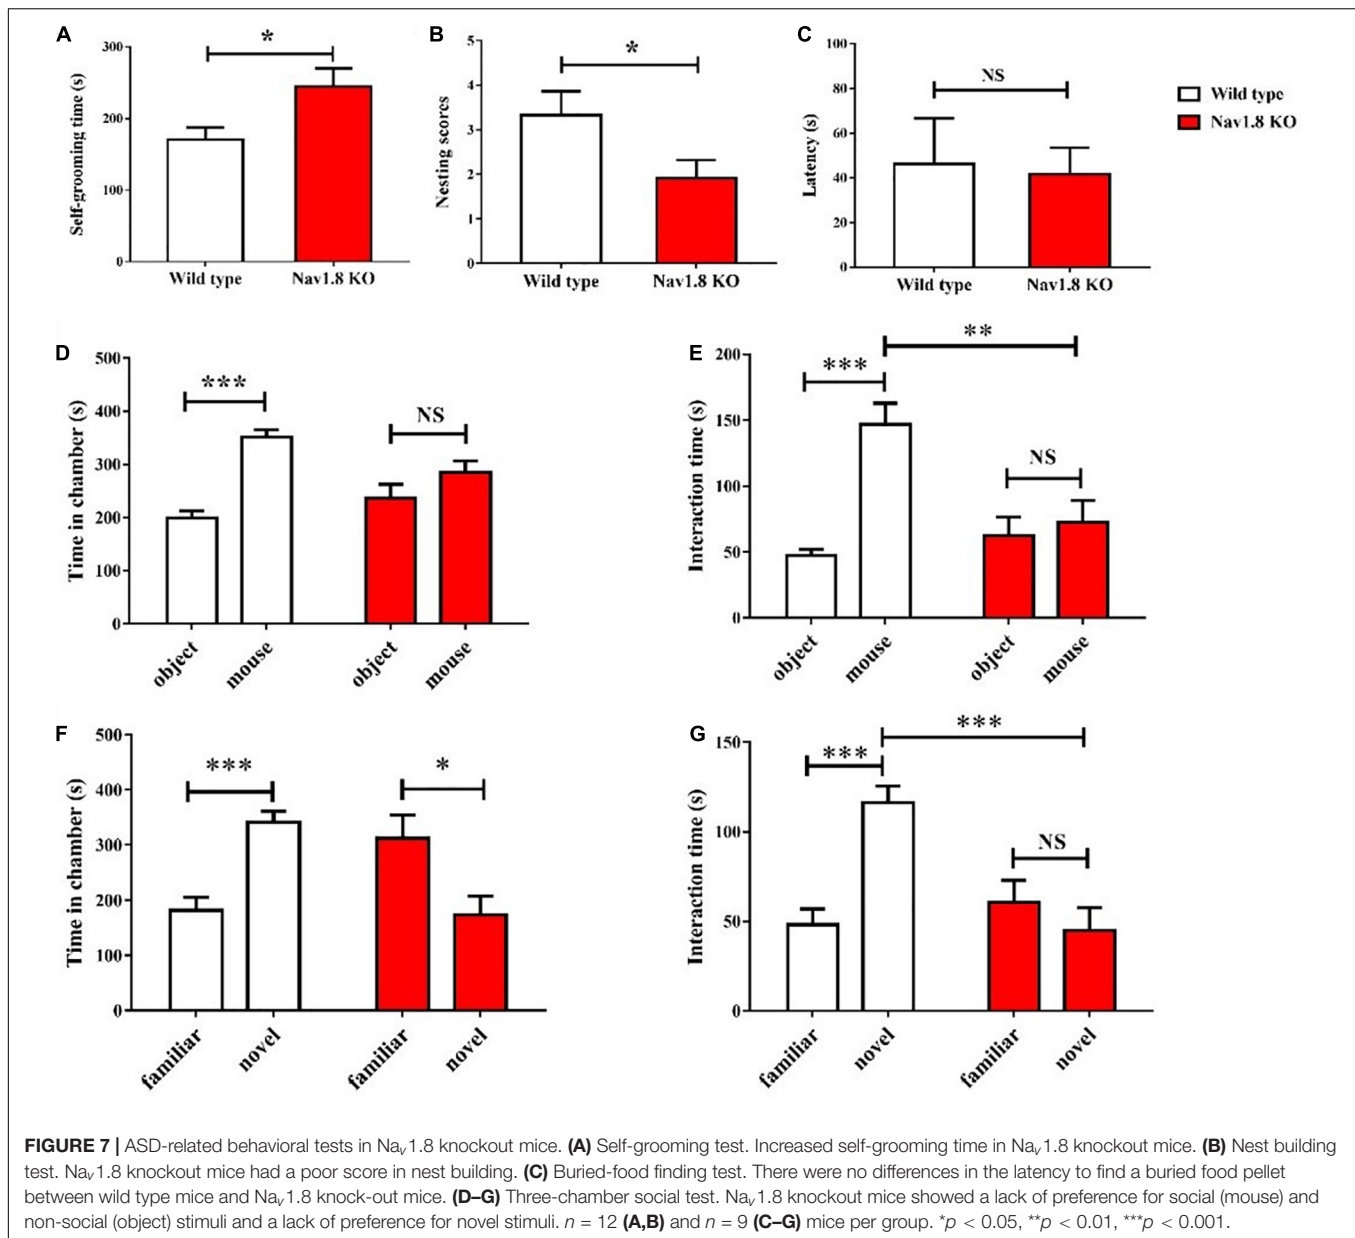 A
Self-grooming time (s)
300
200
100
0
*
Wild type
Nav1.8 KO
B
Nesting scores
5
4
3
2
1
0
*
Wild type
Nav1.8 KO
C
Latency (s)
100
80
60
40
20
0
NS
Wild type
Nav1.8 KO
Wild type
Nav1.8 KO
D
Time in chamber (s)
500
400
300
200
100
0
***
NS
object
mouse
object
mouse
E
Interaction time (s)
200
150
100
50
0
***
**
NS
object
mouse
object
mouse
F
Time in chamber (s)
500
400
300
200
100
0
***
*
familiar
novel
familiar
novel
G
Interaction time (s)
150
100
50
0
***
***
NS
familiar
novel
familiar
novel
FIGURE 7 | ASD-related behavioral tests in Nav1.8 knockout mice. (A) Self-grooming test. Increased self-grooming time in Nav1.8 knockout mice. (B) Nest building
test. Nav1.8 knockout mice had a poor score in nest building. (C) Buried-food finding test. There were no differences in the latency to find a buried food pellet
between wild type mice and Nav1.8 knock-out mice. (D–G) Three-chamber social test. Nav1.8 knockout mice showed a lack of preference for social (mouse) and
non-social (object) stimuli and a lack of preference for novel stimuli. n = 12 (A,B) and n = 9 (C–G) mice per group. *p < 0.05, **p < 0.01, ***p < 0.001.